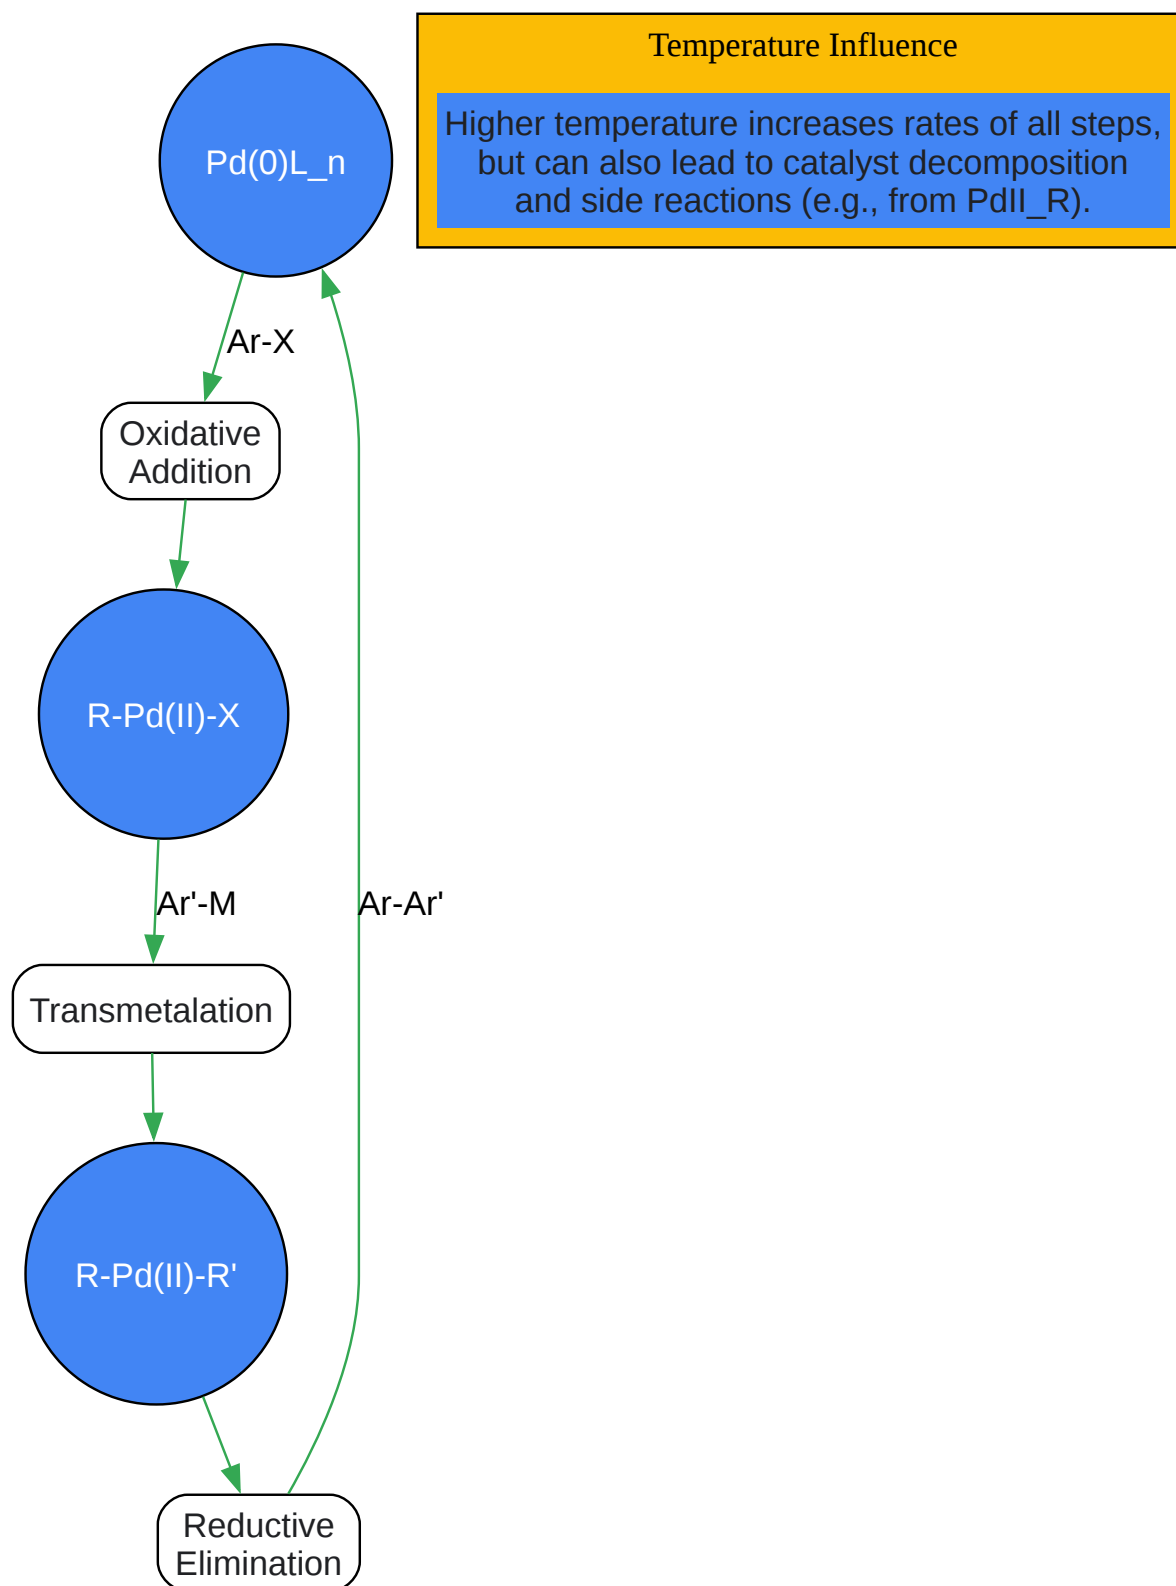 Temperature Influence
Higher temperature increases rates of all steps,
but can also lead to catalyst decomposition
and side reactions (e.g., from PdII_R).
Pd(0)L_n
Ar-X
Oxidative
Addition
R-Pd(II)-X
Ar'-M
Ar-Ar'
Transmetalation
R-Pd(II)-R'
Reductive
Elimination